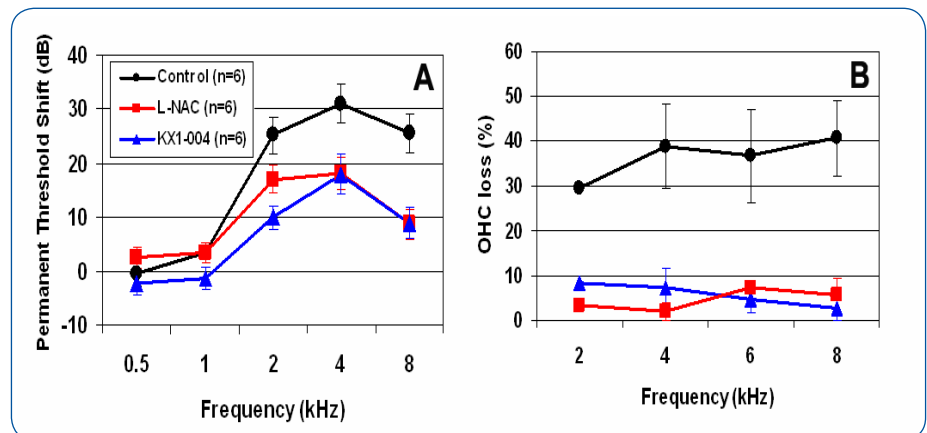 Permanent Threshold Shift (dB)
40
30
20
10
0
-10
Control (n=6)
L-NAC (n=6)
KX1-004 (n=6)
A
0.5 1 2 4 8
Frequency (kHz)
OHC loss (%)
60
50
40
30
20
10
0
B
2 4 6 8
Frequency (kHz)